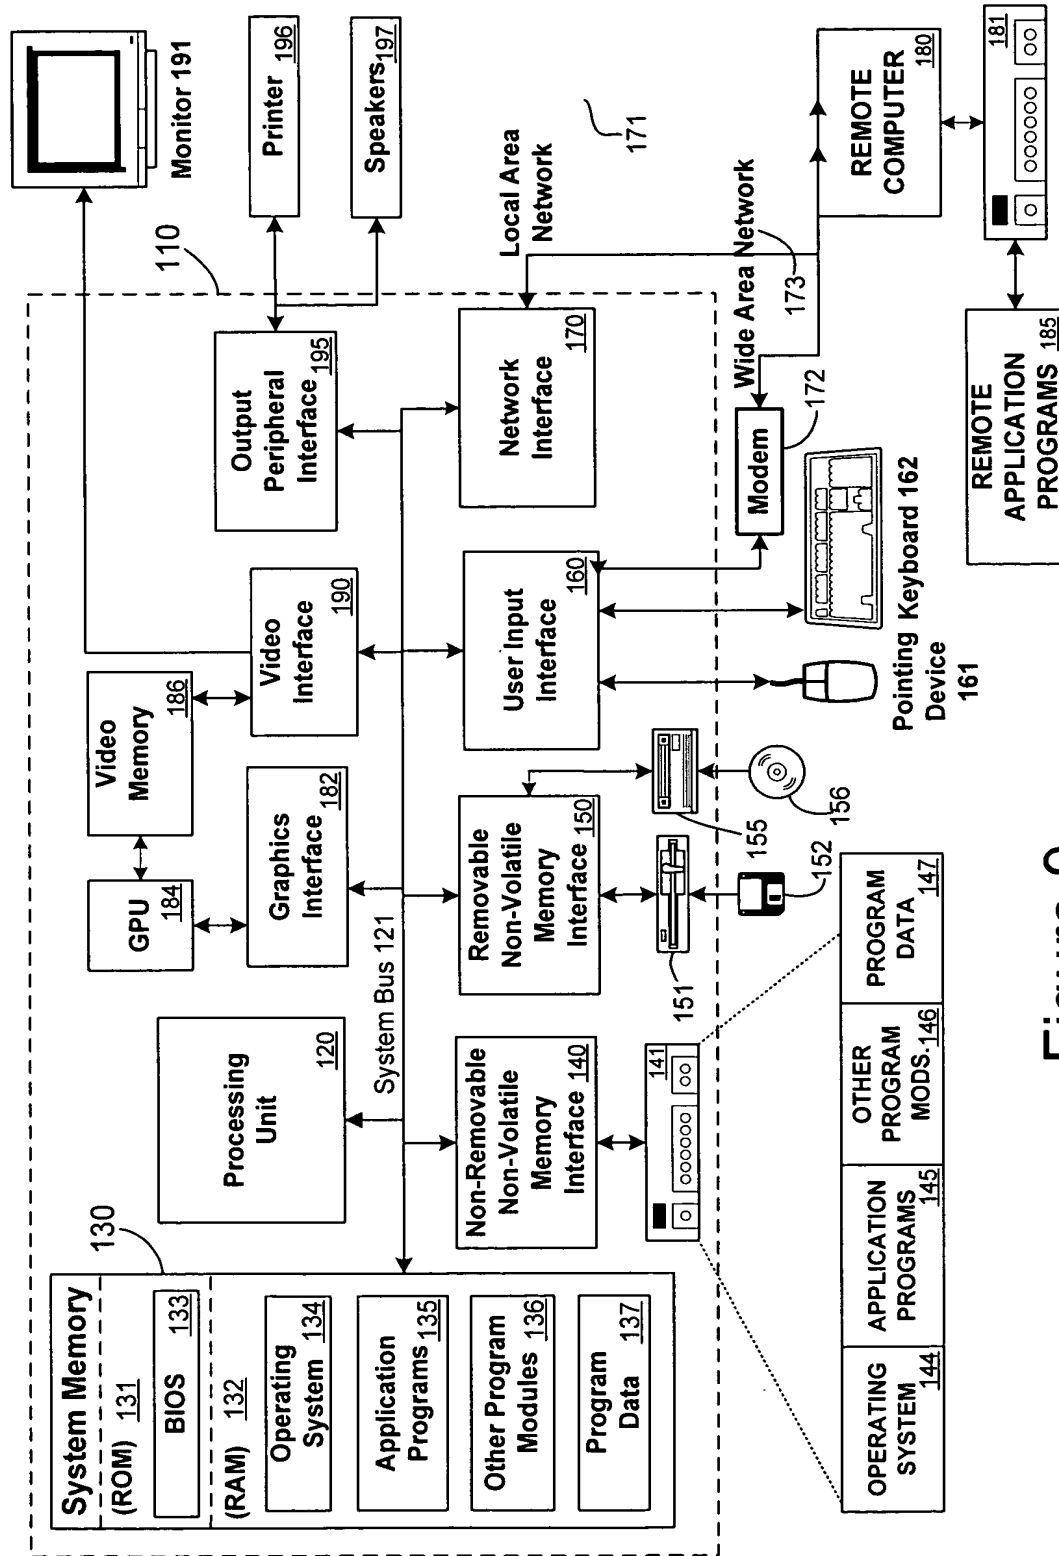 System Memory
(ROM) 131
BIOS 133
(RAM) 132
Operating
System 134
Application
Programs 135
Other Program
Modules 136
Program
Data 137
130
Processing
Unit
120
System Bus 121
GPU
184
Video
Memory
186
Graphics
Interface
182
Video
Interface
190
Output
Peripheral
Interface
195
110
Monitor 191
Printer
196
Speakers
197
Non-Removable
Non-Volatile
Memory
Interface 140
Removable
Non-Volatile
Memory
Interface 150
User Input
Interface
160
Network
Interface
170
Local Area
Network
171
Wide Area Network
173
Modem
172
141
151
152
155
156
Pointing
Device
161
Keyboard 162
REMOTE
COMPUTER
180
181
REMOTE
APPLICATION
PROGRAMS 185
OPERATING
SYSTEM 144
APPLICATION
PROGRAMS 145
OTHER
PROGRAM
MODS. 146
PROGRAM
DATA 147